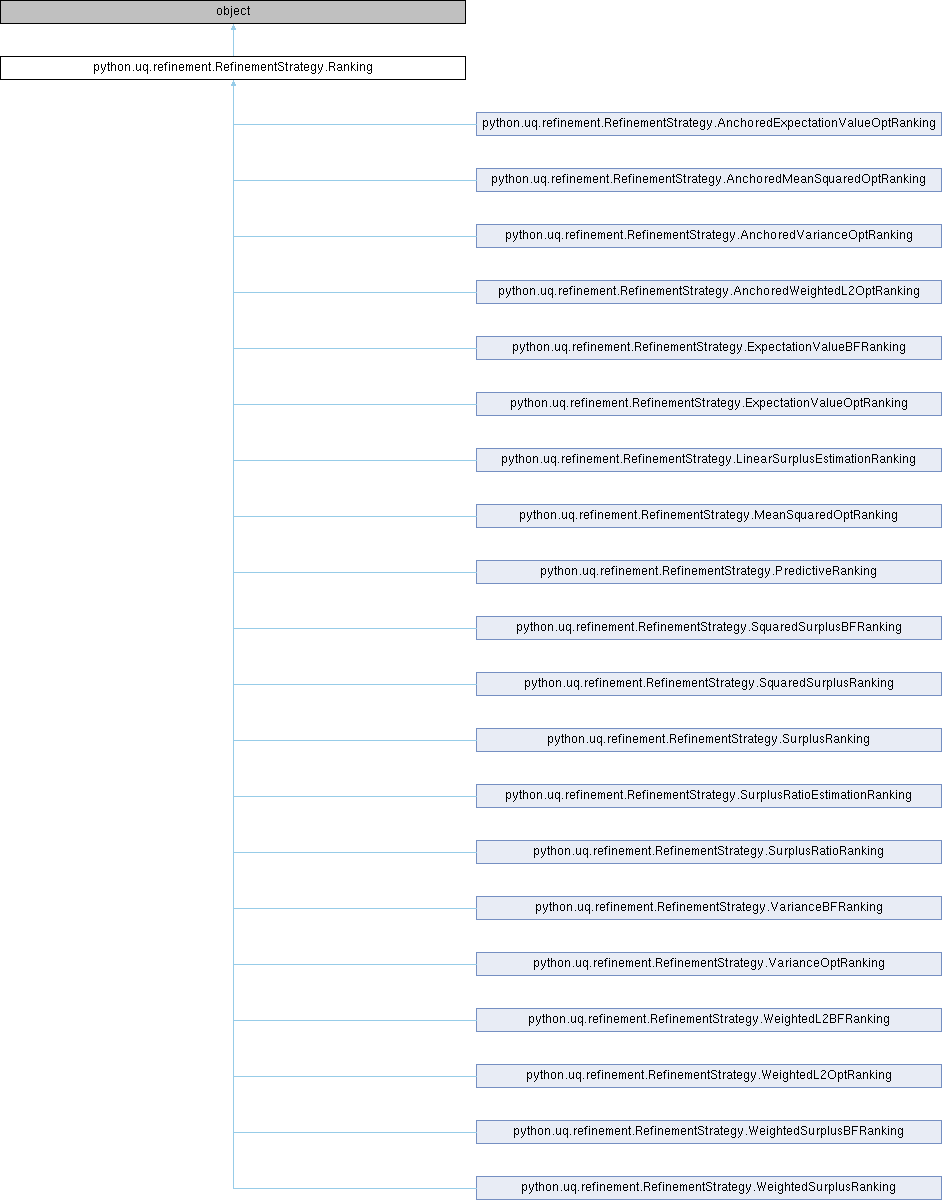 object
python.uq.refinement.RefinementStrategy.Ranking
python.uq.refinement.RefinementStrategy.AnchoredExpectationValueOptRanking
python.uq.refinement.RefinementStrategy.AnchoredMeanSquaredOptRanking
python.uq.refinement.RefinementStrategy.AnchoredVarianceOptRanking
python.uq.refinement.RefinementStrategy.AnchoredWeightedL2OptRanking
python.uq.refinement.RefinementStrategy.ExpectationValueBFRanking
python.uq.refinement.RefinementStrategy.ExpectationValueOptRanking
python.uq.refinement.RefinementStrategy.LinearSurplusEstimationRanking
python.uq.refinement.RefinementStrategy.MeanSquaredOptRanking
python.uq.refinement.RefinementStrategy.PredictiveRanking
python.uq.refinement.RefinementStrategy.SquaredSurplusBFRanking
python.uq.refinement.RefinementStrategy.SquaredSurplusRanking
python.uq.refinement.RefinementStrategy.SurplusRanking
python.uq.refinement.RefinementStrategy.SurplusRatioEstimationRanking
python.uq.refinement.RefinementStrategy.SurplusRatioRanking
python.uq.refinement.RefinementStrategy.VarianceBFRanking
python.uq.refinement.RefinementStrategy.VarianceOptRanking
python.uq.refinement.RefinementStrategy.WeightedL2BFRanking
python.uq.refinement.RefinementStrategy.WeightedL2OptRanking
python.uq.refinement.RefinementStrategy.WeightedSurplusBFRanking
python.uq.refinement.RefinementStrategy.WeightedSurplusRanking